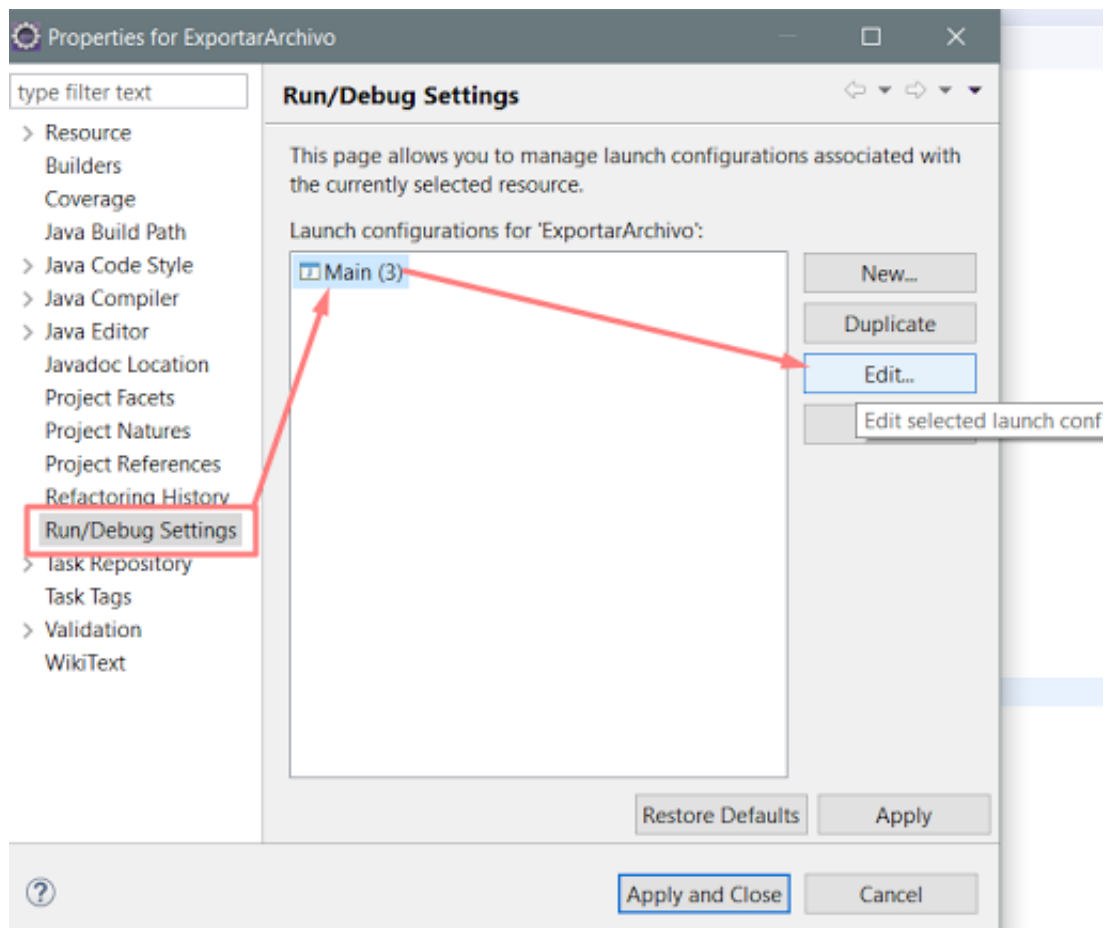 Properties for ExportarArchivo
type filter text
Resource
Builders
Coverage
Java Build Path
Java Code Style
Java Compiler
Java Editor
Javadoc Location
Project Facets
Project Natures
Project References
Refactoring History
Run/Debug Settings
Task Repository
Task Tags
Validation
WikiText
Run/Debug Settings
This page allows you to manage launch configurations associated with
the currently selected resource.
Launch configurations for 'ExportarArchivo':
Main (3)
New...
Duplicate
Edit...
Edit selected launch conf
Restore Defaults
Apply
Apply and Close
Cancel